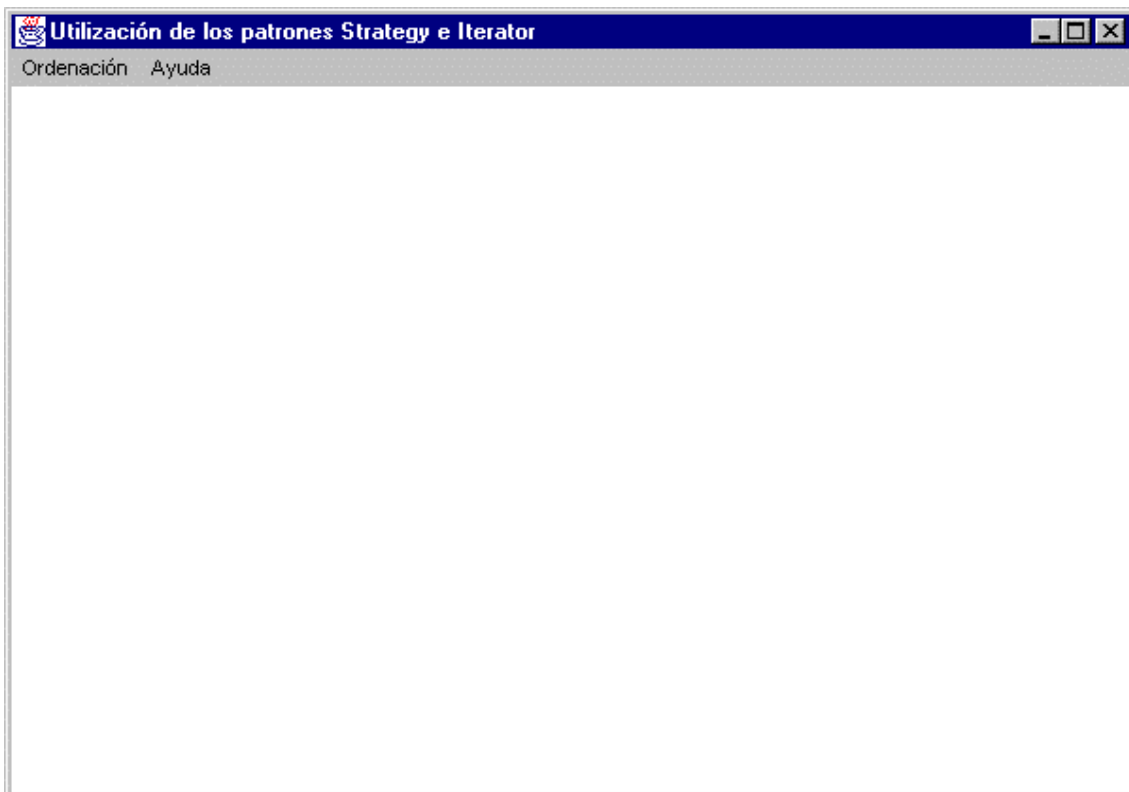 Utilización de los patrones Strategy e Iterator
Ordenación Ayuda